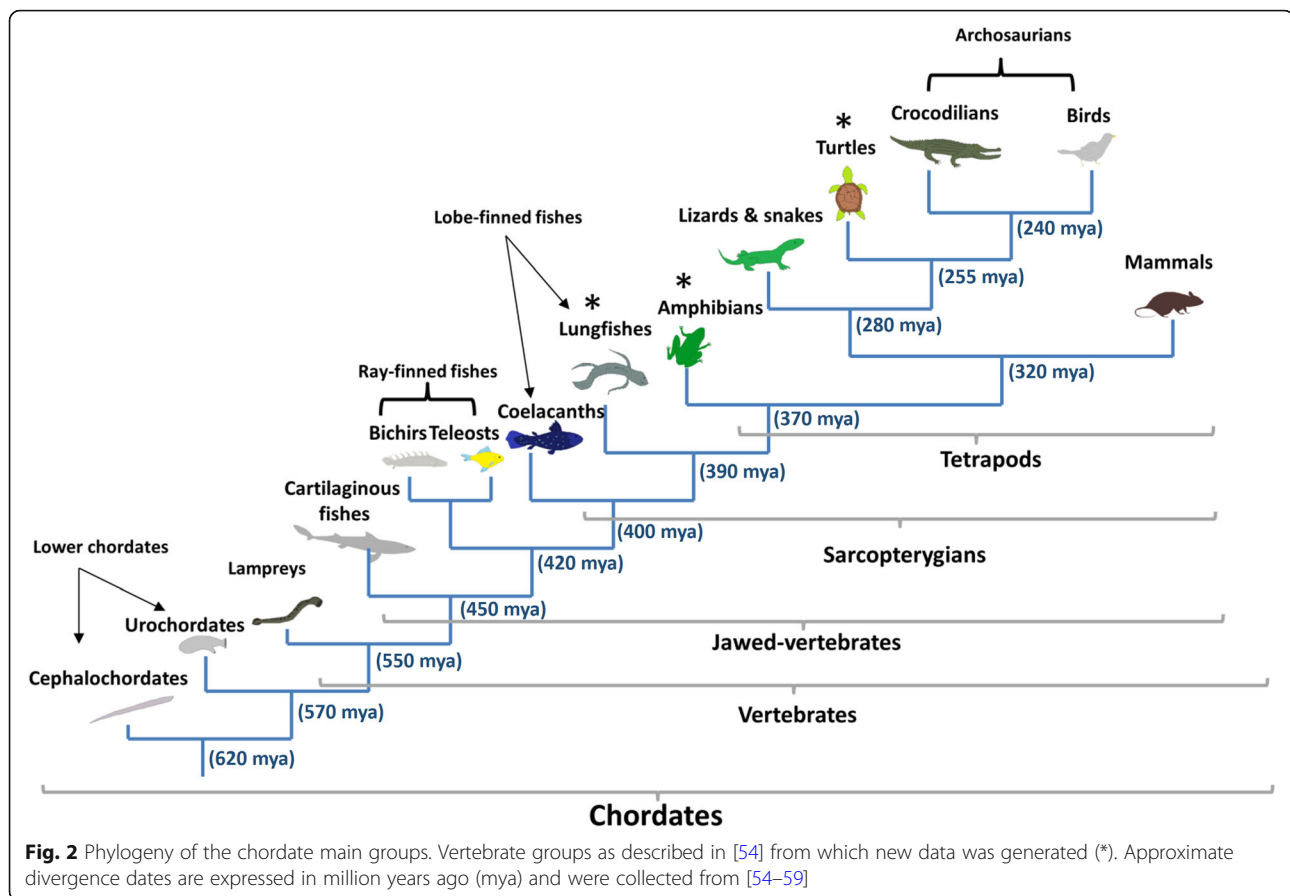 Archosaurians
Crocodilians
Birds
*
Turtles
(240 mya)
Lobe-finned fishes
Lizards & snakes
(255 mya)
Mammals
*
Lungfishes
*
Amphibians
(280 mya)
(320 mya)
Ray-finned fishes
Coelacanths
(370 mya)
Bichirs Teleosts
Tetrapods
(390 mya)
Cartilaginous
fishes
(400 mya)
Sarcopterygians
Lower chordates
(420 mya)
Lampreys
(450 mya)
Urochordates
Jawed-vertebrates
(550 mya)
Cephalochordates
(570 mya)
Vertebrates
(620 mya)
Chordates
Fig. 2 Phylogeny of the chordate main groups. Vertebrate groups as described in [54] from which new data was generated (*). Approximate
divergence dates are expressed in million years ago (mya) and were collected from [54–59]